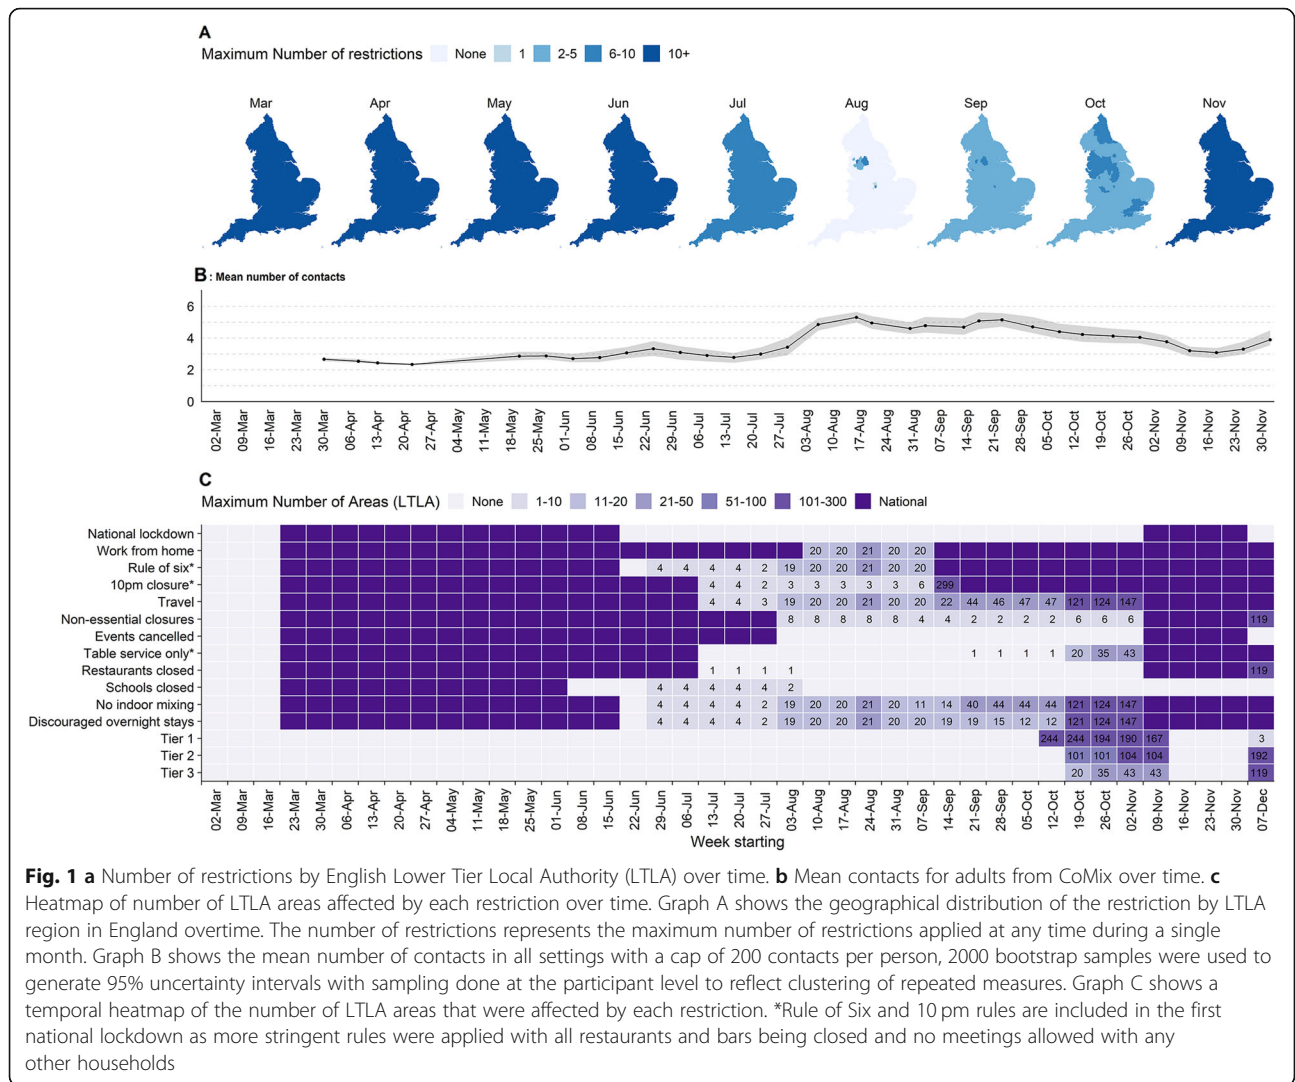 A
Maximum Number of restrictions None 1 2-5 6-10 10+
Mar Apr May Jun Jul Aug Sep Oct Nov
B : Mean number of contacts
6
4
2
0
02-Mar 09-Mar 16-Mar 23-Mar 30-Mar 06-Apr 13-Apr 20-Apr 27-Apr 04-May 11-May 18-May 25-May 01-Jun 08-Jun 15-Jun 22-Jun 29-Jun 06-Jul 13-Jul 20-Jul 27-Jul 03-Aug 10-Aug 17-Aug 24-Aug 31-Aug 07-Sep 14-Sep 21-Sep 28-Sep 05-Oct 12-Oct 19-Oct 26-Oct 02-Nov 09-Nov 16-Nov 23-Nov 30-Nov
C
Maximum Number of Areas (LTLA) None 1-10 11-20 21-50 51-100 101-300 National
National lockdown
Work from home 20 20 21 20 20
Rule of six* 4 4 4 4 2 19 20 20 21 20 20
10pm closure* 4 4 2 3 3 3 3 3 6 299
Travel 4 4 3 19 20 20 21 20 20 22 44 46 47 47 121 124 147
Non-essential closures 8 8 8 8 8 4 4 2 2 2 2 6 6 6 119
Events cancelled
Table service only* 1 1 1 1 20 35 43
Restaurants closed 1 1 1 1 119
Schools closed 4 4 4 4 4 2
No indoor mixing 4 4 4 4 2 19 20 20 21 20 11 14 40 44 44 44 121 124 147
Discouraged overnight stays 4 4 4 4 2 19 20 20 21 20 20 19 19 15 12 12 121 124 147
Tier 1 244 244 194 190 167 3
Tier 2 101 101 104 104 192
Tier 3 20 35 43 43 119
02-Mar 09-Mar 16-Mar 23-Mar 30-Mar 06-Apr 13-Apr 20-Apr 27-Apr 04-May 11-May 18-May 25-May 01-Jun 08-Jun 15-Jun 22-Jun 29-Jun 06-Jul 13-Jul 20-Jul 27-Jul 03-Aug 10-Aug 17-Aug 24-Aug 31-Aug 07-Sep 14-Sep 21-Sep 28-Sep 05-Oct 12-Oct 19-Oct 26-Oct 02-Nov 09-Nov 16-Nov 23-Nov 30-Nov 07-Dec
Week starting
Fig. 1 a Number of restrictions by English Lower Tier Local Authority (LTLA) over time. b Mean contacts for adults from CoMix over time. c
Heatmap of number of LTLA areas affected by each restriction over time. Graph A shows the geographical distribution of the restriction by LTLA
region in England overtime. The number of restrictions represents the maximum number of restrictions applied at any time during a single
month. Graph B shows the mean number of contacts in all settings with a cap of 200 contacts per person, 2000 bootstrap samples were used to
generate 95% uncertainty intervals with sampling done at the participant level to reflect clustering of repeated measures. Graph C shows a
temporal heatmap of the number of LTLA areas that were affected by each restriction. *Rule of Six and 10 pm rules are included in the first
national lockdown as more stringent rules were applied with all restaurants and bars being closed and no meetings allowed with any
other households